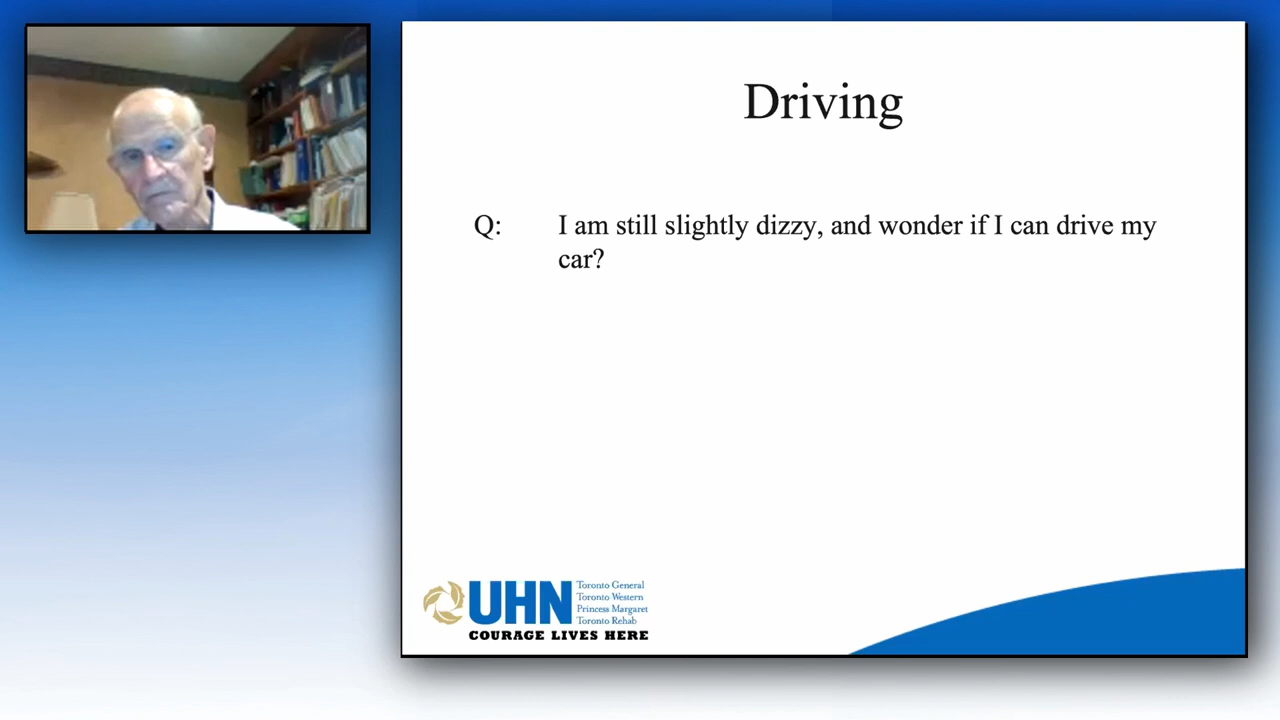 Driving
Q: I am still slightly dizzy, and wonder if I can drive my
car?
UHN
Toronto General
Toronto Western
Princess Margaret
Toronto Rehab
COURAGE LIVES HERE